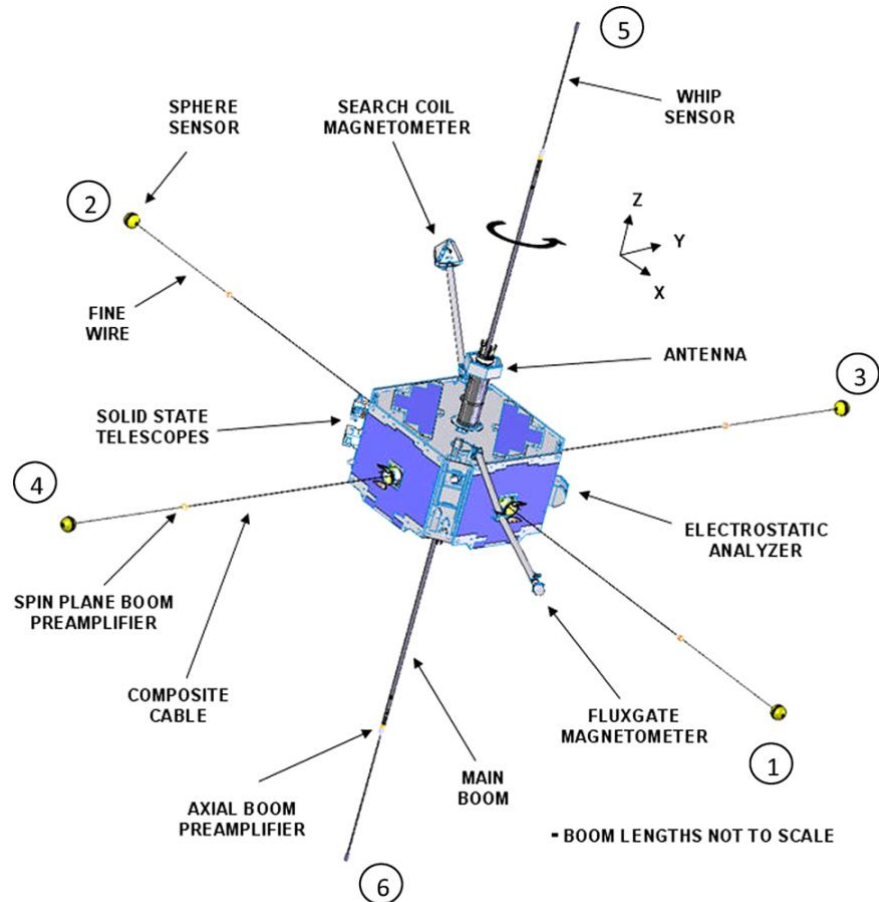 5
SPHERE
SENSOR
SEARCH COIL
MAGNETOMETER
WHIP
SENSOR
2
Z
Y
X
FINE
WIRE
ANTENNA
3
SOLID STATE
TELESCOPES
4
ELECTROSTATIC
ANALYZER
SPIN PLANE BOOM
PREAMPLIFIER
COMPOSITE
CABLE
FLUXGATE
MAGNETOMETER
1
MAIN
BOOM
AXIAL BOOM
PREAMPLIFIER
- BOOM LENGTHS NOT TO SCALE
6